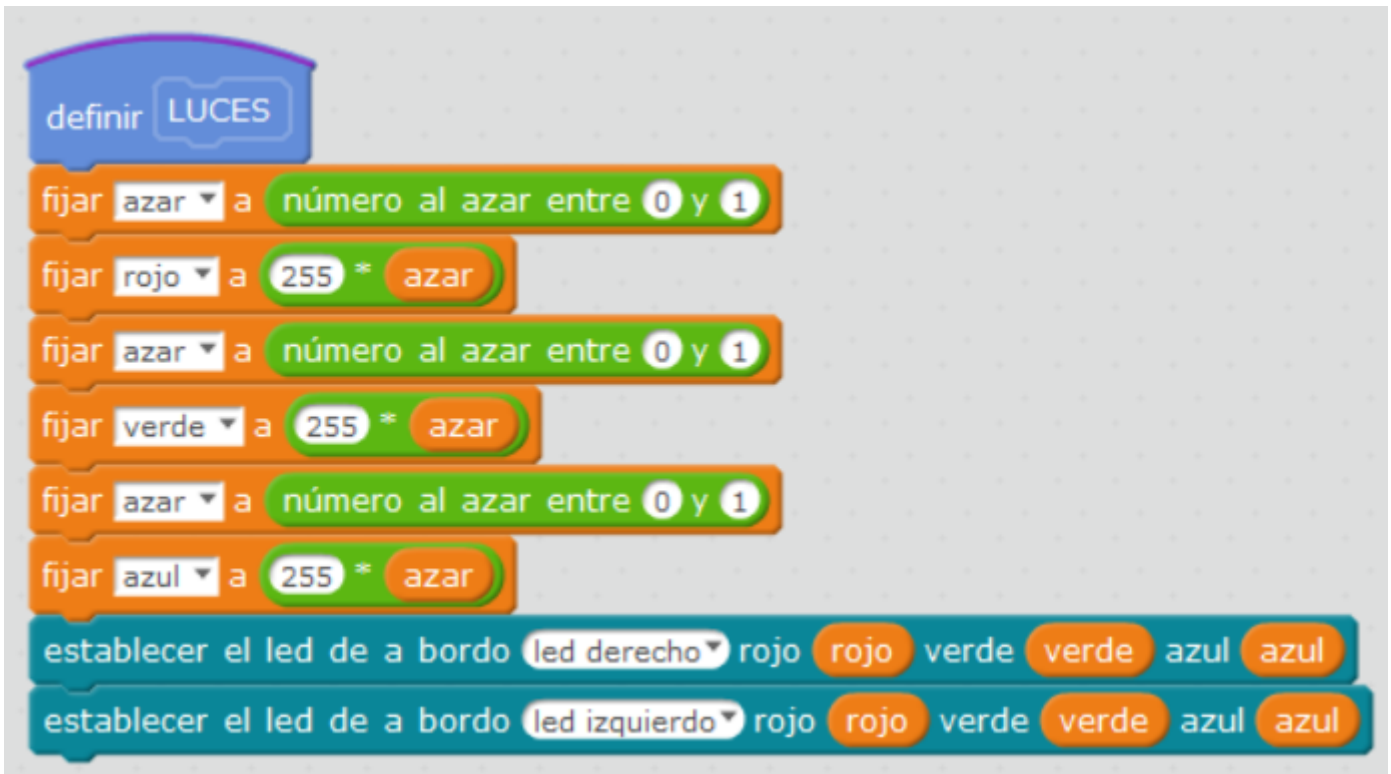 definir LUCES
fijar azar a número al azar entre 0 y 1
fijar rojo a 255 * azar
fijar azar a número al azar entre 0 y 1
fijar verde a 255 * azar
fijar azar a número al azar entre 0 y 1
fijar azul a 255 * azar
establecer el led de a bordo led derecho rojo rojo verde verde azul azul
establecer el led de a bordo led izquierdo rojo rojo verde verde azul azul